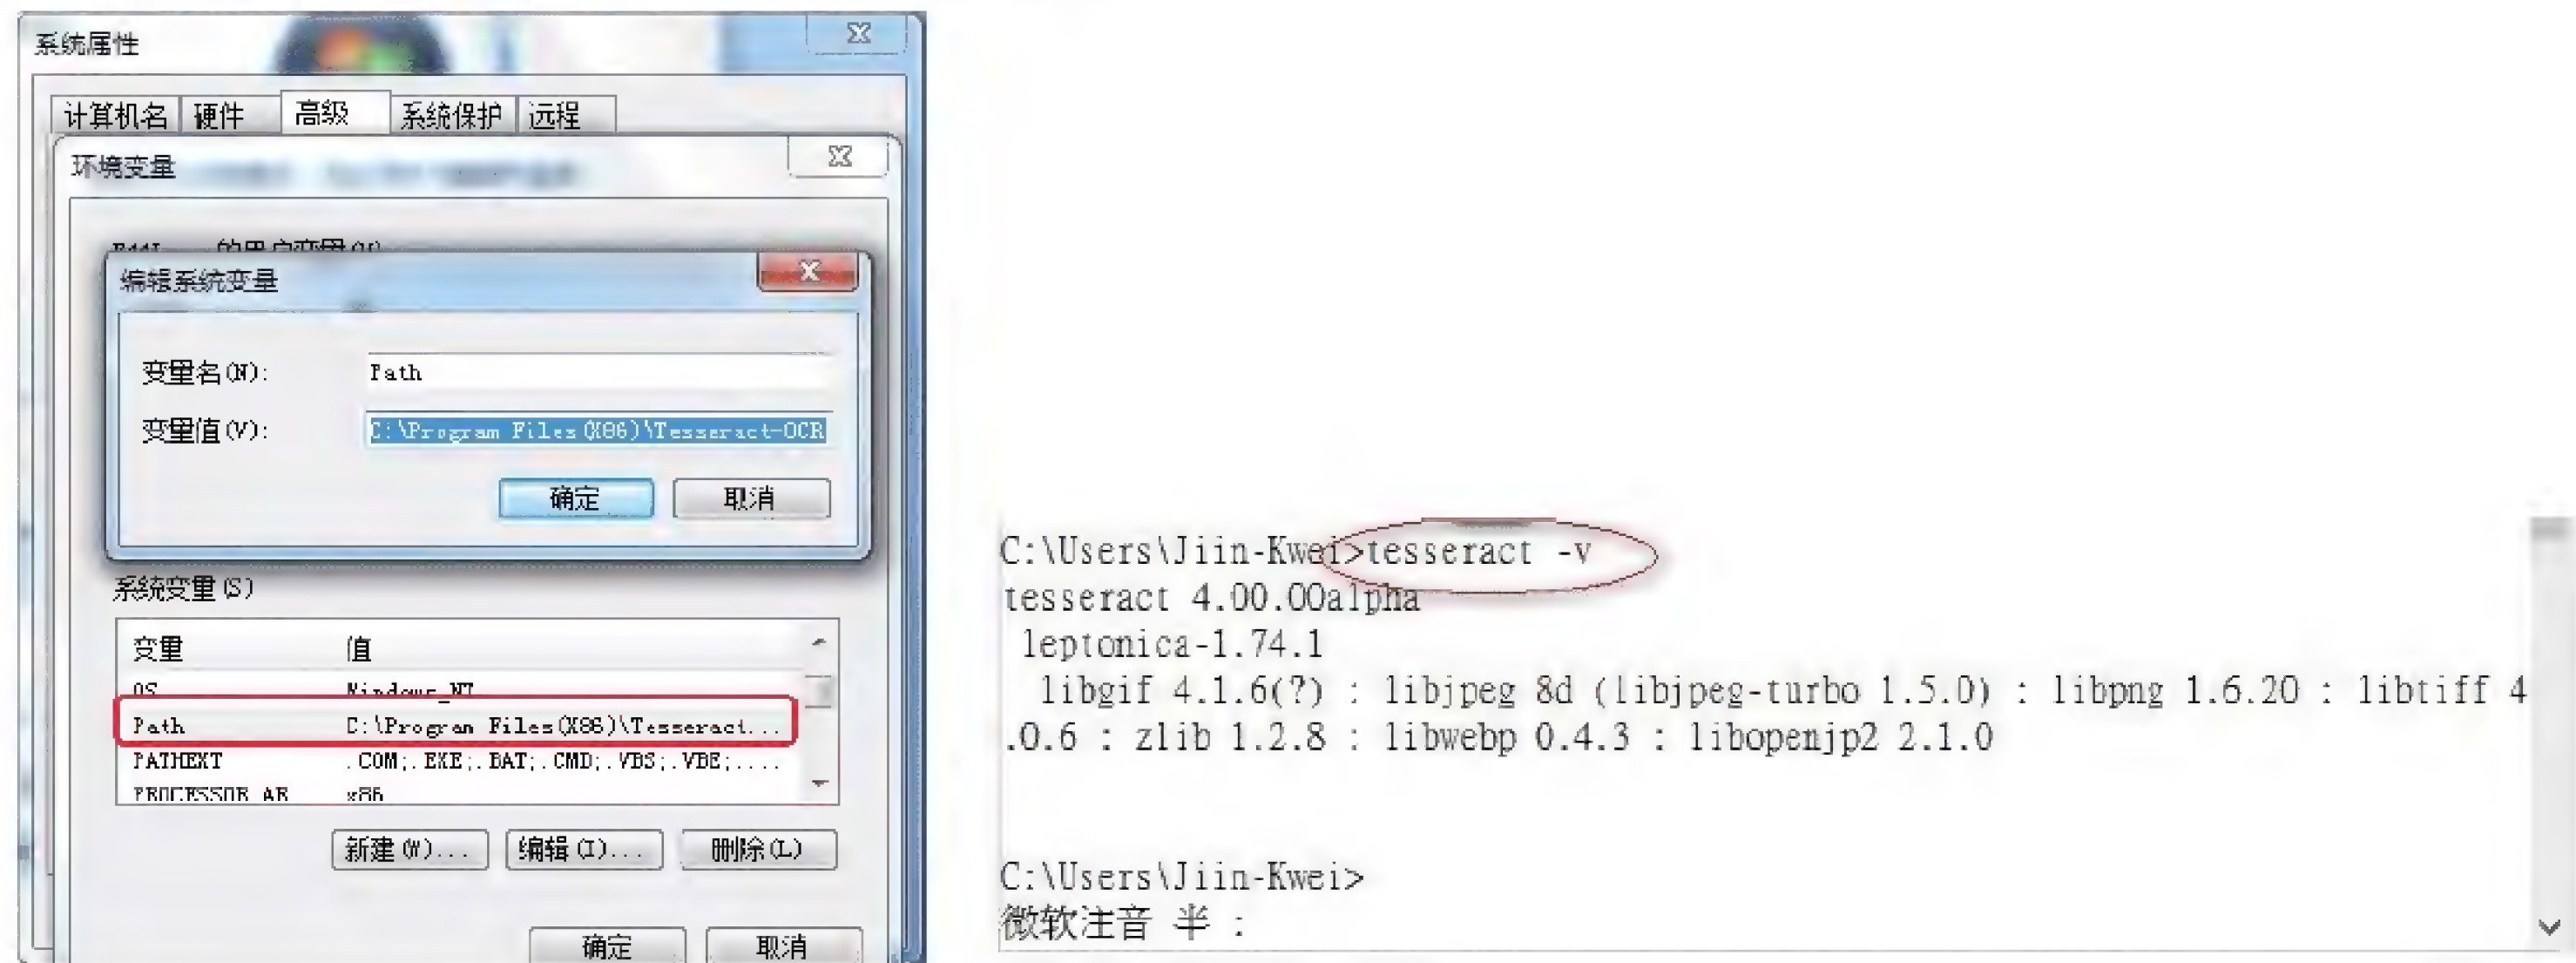 系统属性
计算机名 硬件 高级 系统保护 远程
环境变量
的用户变量(U)
编辑系统变量
变量名(N): Path
变量值(V): C:\Program Files(X86)\Tesseract-OCR
确定 取消
系统变量(S)
变量 值
OS Windows_NT
Path C:\Program Files(X86)\Tesseract...
PATHEXT .COM;.EXE;.BAT;.CMD;.VBS;.VBE;....
PROCESSOR_AR x86
新建(W)... 编辑(I)... 删除(L)
确定 取消
C:\Users\Jiin-Kwei>tesseract -v
tesseract 4.00.00alpha
leptonica-1.74.1
libgif 4.1.6(?) : libjpeg 8d (libjpeg-turbo 1.5.0) : libpng 1.6.20 : libtiff 4
.0.6 : zlib 1.2.8 : libwebp 0.4.3 : libopenjp2 2.1.0
C:\Users\Jiin-Kwei>
微软注音 半 :